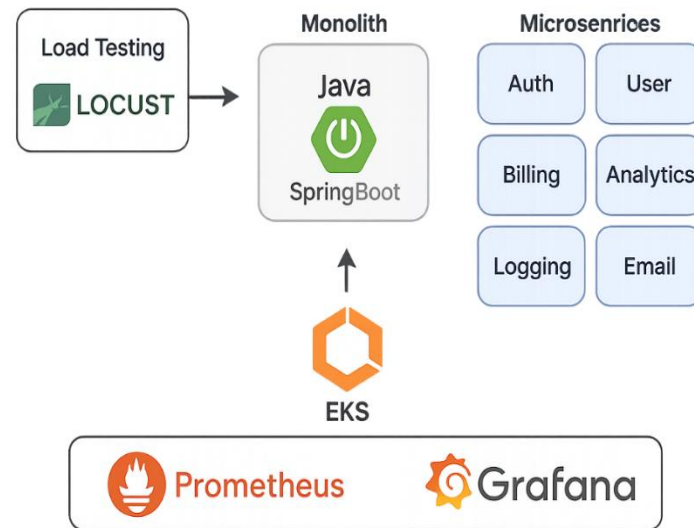 Load Testing
LOCUST
Monolith
Java
SpringBoot
Microsenrices
Auth
User
Billing
Analytics
Logging
Email
EKS
Prometheus
Grafana